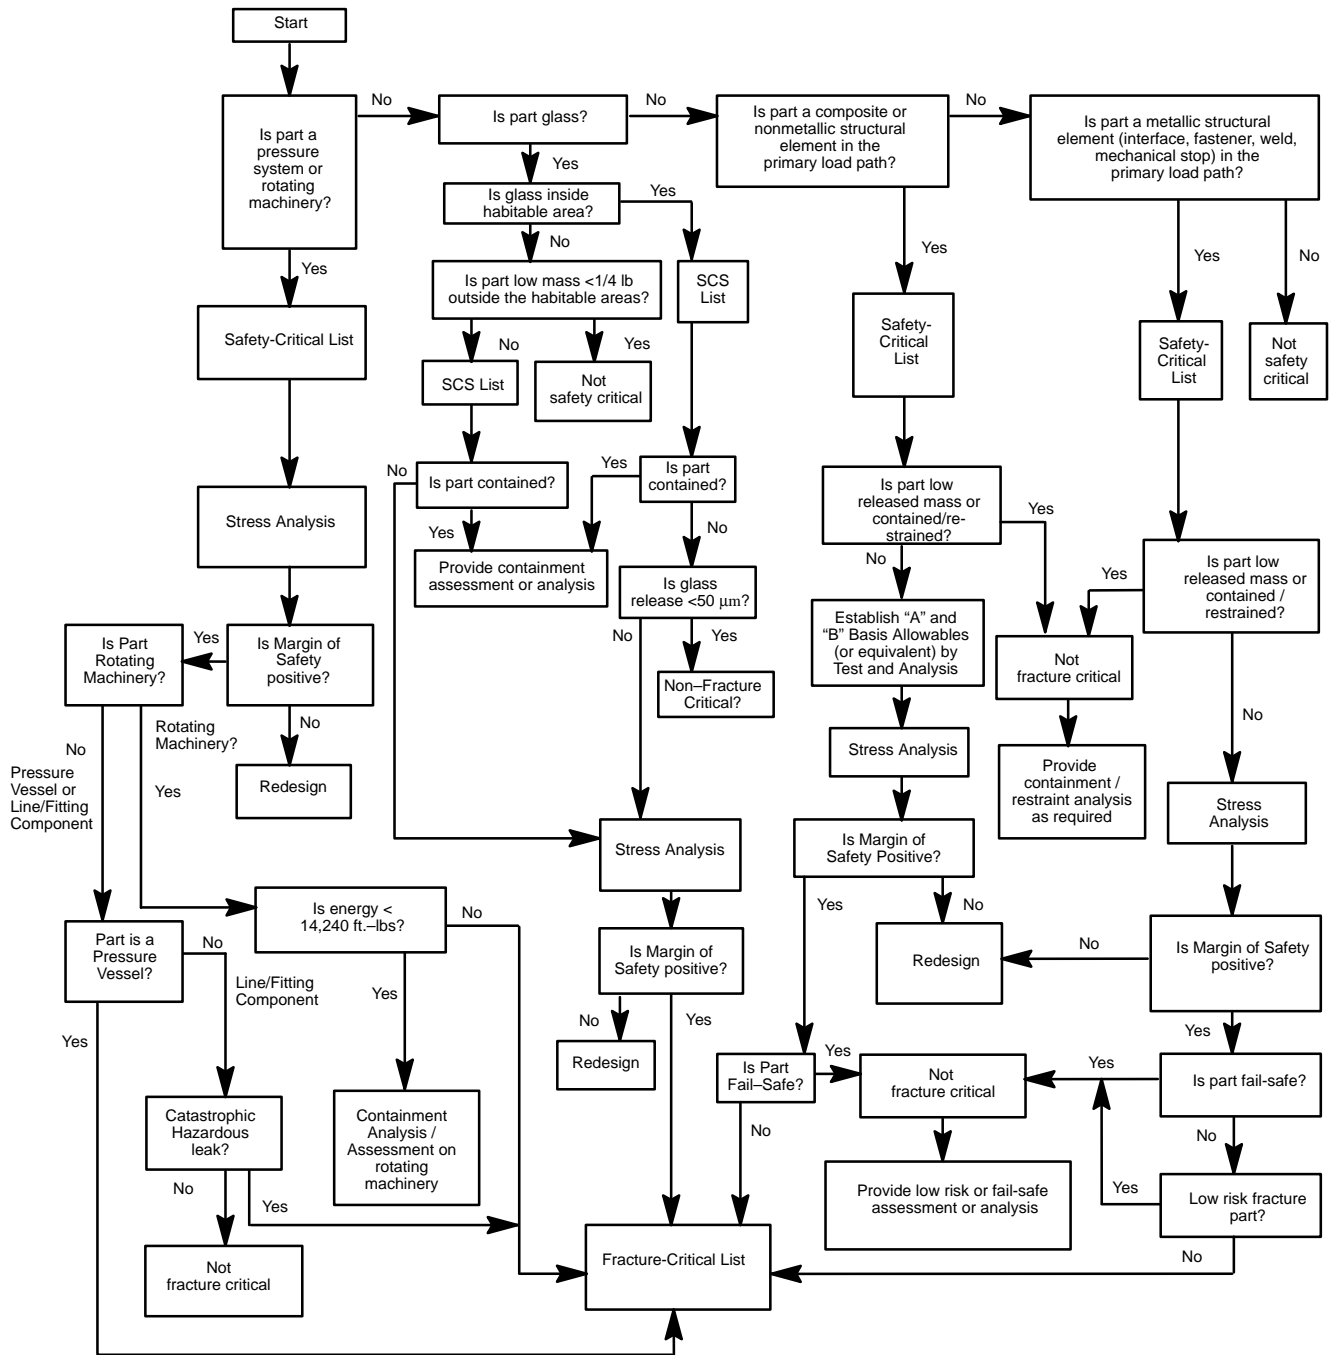 Start
Is part a
pressure
system or
rotating
machinery?
No
Is part glass?
No
Is part a composite or
nonmetallic structural
element in the
primary load path?
No
Is part a metallic structural
element (interface, fastener, weld,
mechanical stop) in the
primary load path?
Yes
Is glass inside
habitable area?
Yes
No
Yes
Yes
Yes
No
Is part low mass <1/4 lb
outside the habitable areas?
SCS
List
Safety-Critical List
Safety-
Critical
List
Safety-
Critical
List
Not
safety
critical
No
Yes
SCS List
Not
safety critical
No
Is part contained?
Yes
Is part
contained?
Is part low
released mass or
contained/re-
strained?
Yes
Stress Analysis
Yes
No
Provide containment
assessment or analysis
No
Is part low
released mass or
contained /
restrained?
Yes
Is glass
release <50 μm?
Establish “A” and
“B” Basis Allowables
(or equivalent) by
Test and Analysis
Is Part
Rotating
Machinery?
Yes
Is Margin of
Safety
positive?
No
Yes
Not
fracture critical
Non–Fracture
Critical?
No
No
Rotating
Machinery?
No
Pressure
Vessel or
Line/Fitting
Component
Yes
Redesign
Stress Analysis
Provide
containment /
restraint analysis
as required
Stress
Analysis
Stress Analysis
Is Margin of
Safety Positive?
Is energy <
14,240 ft.–lbs?
No
Yes
No
Part is a
Pressure
Vessel?
No
Is Margin of
Safety positive?
Redesign
No
Is Margin of Safety
positive?
Line/Fitting
Component
Yes
Yes
No
Yes
Yes
Redesign
Is Part
Fail–Safe?
Yes
Not
fracture critical
Yes
Is part fail-safe?
Catastrophic
Hazardous
leak?
Containment
Analysis /
Assessment on
rotating
machinery
No
No
No
Yes
Provide low risk or fail-safe
assessment or analysis
Yes
Low risk fracture
part?
Not
fracture critical
Fracture-Critical List
No